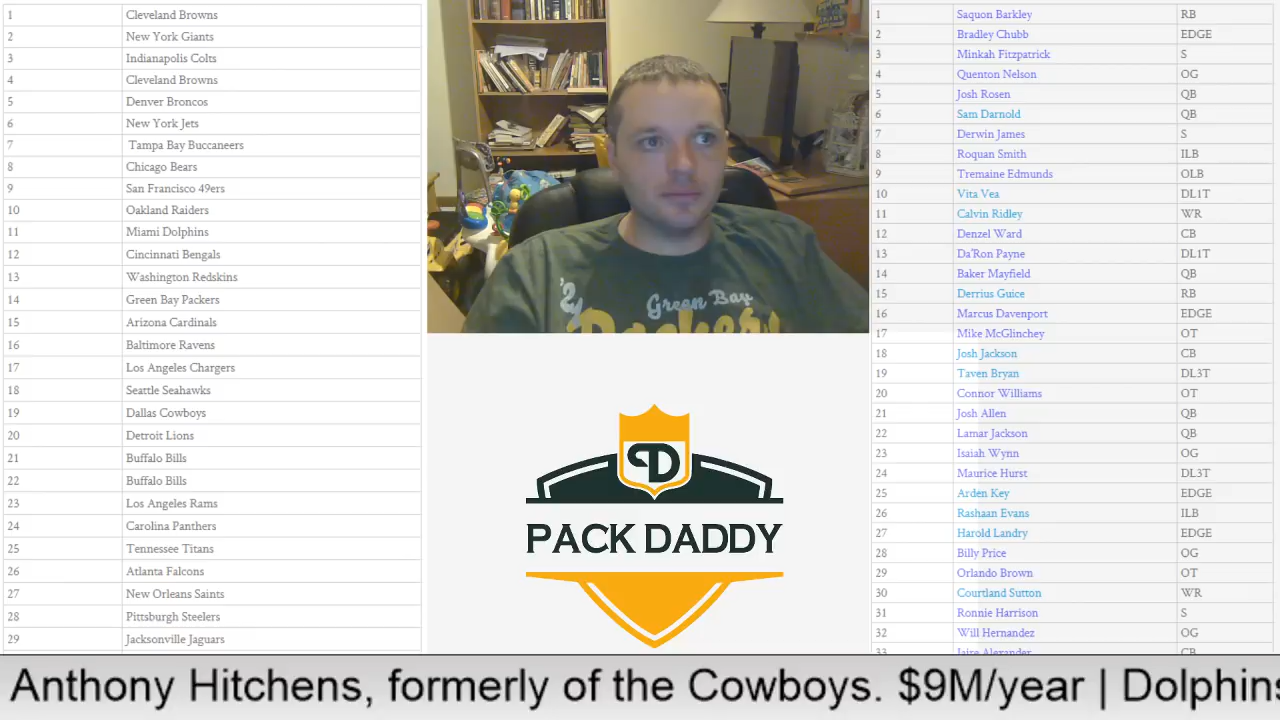 1 Cleveland Browns
2 New York Giants
3 Indianapolis Colts
4 Cleveland Browns
5 Denver Broncos
6 New York Jets
7 Tampa Bay Buccaneers
8 Chicago Bears
9 San Francisco 49ers
10 Oakland Raiders
11 Miami Dolphins
12 Cincinnati Bengals
13 Washington Redskins
14 Green Bay Packers
15 Arizona Cardinals
16 Baltimore Ravens
17 Los Angeles Chargers
18 Seattle Seahawks
19 Dallas Cowboys
20 Detroit Lions
21 Buffalo Bills
22 Buffalo Bills
23 Los Angeles Rams
24 Carolina Panthers
25 Tennessee Titans
26 Atlanta Falcons
27 New Orleans Saints
28 Pittsburgh Steelers
29 Jacksonville Jaguars
Green Bay
Packers
PD
PACK DADDY
1 Saquon Barkley RB
2 Bradley Chubb EDGE
3 Minkah Fitzpatrick S
4 Quenton Nelson OG
5 Josh Rosen QB
6 Sam Darnold QB
7 Derwin James S
8 Roquan Smith ILB
9 Tremaine Edmunds OLB
10 Vita Vea DL1T
11 Calvin Ridley WR
12 Denzel Ward CB
13 Da'Ron Payne DL1T
14 Baker Mayfield QB
15 Derrius Guice RB
16 Marcus Davenport EDGE
17 Mike McGlinchey OT
18 Josh Jackson CB
19 Taven Bryan DL3T
20 Connor Williams OT
21 Josh Allen QB
22 Lamar Jackson QB
23 Isaiah Wynn OG
24 Maurice Hurst DL3T
25 Arden Key EDGE
26 Rashaan Evans ILB
27 Harold Landry EDGE
28 Billy Price OG
29 Orlando Brown OT
30 Courtland Sutton WR
31 Ronnie Harrison S
32 Will Hernandez OG
33 Jaire Alexander CB
Anthony Hitchens, formerly of the Cowboys. $9M/year | Dolphins